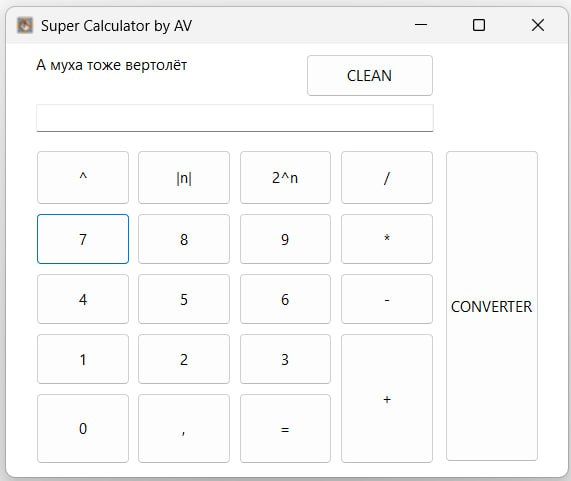 Super Calculator by AV
А муха тоже вертолёт
CLEAN
^ |n| 2^n /
7 8 9 *
4 5 6 -
CONVERTER
1 2 3
+
0 , =